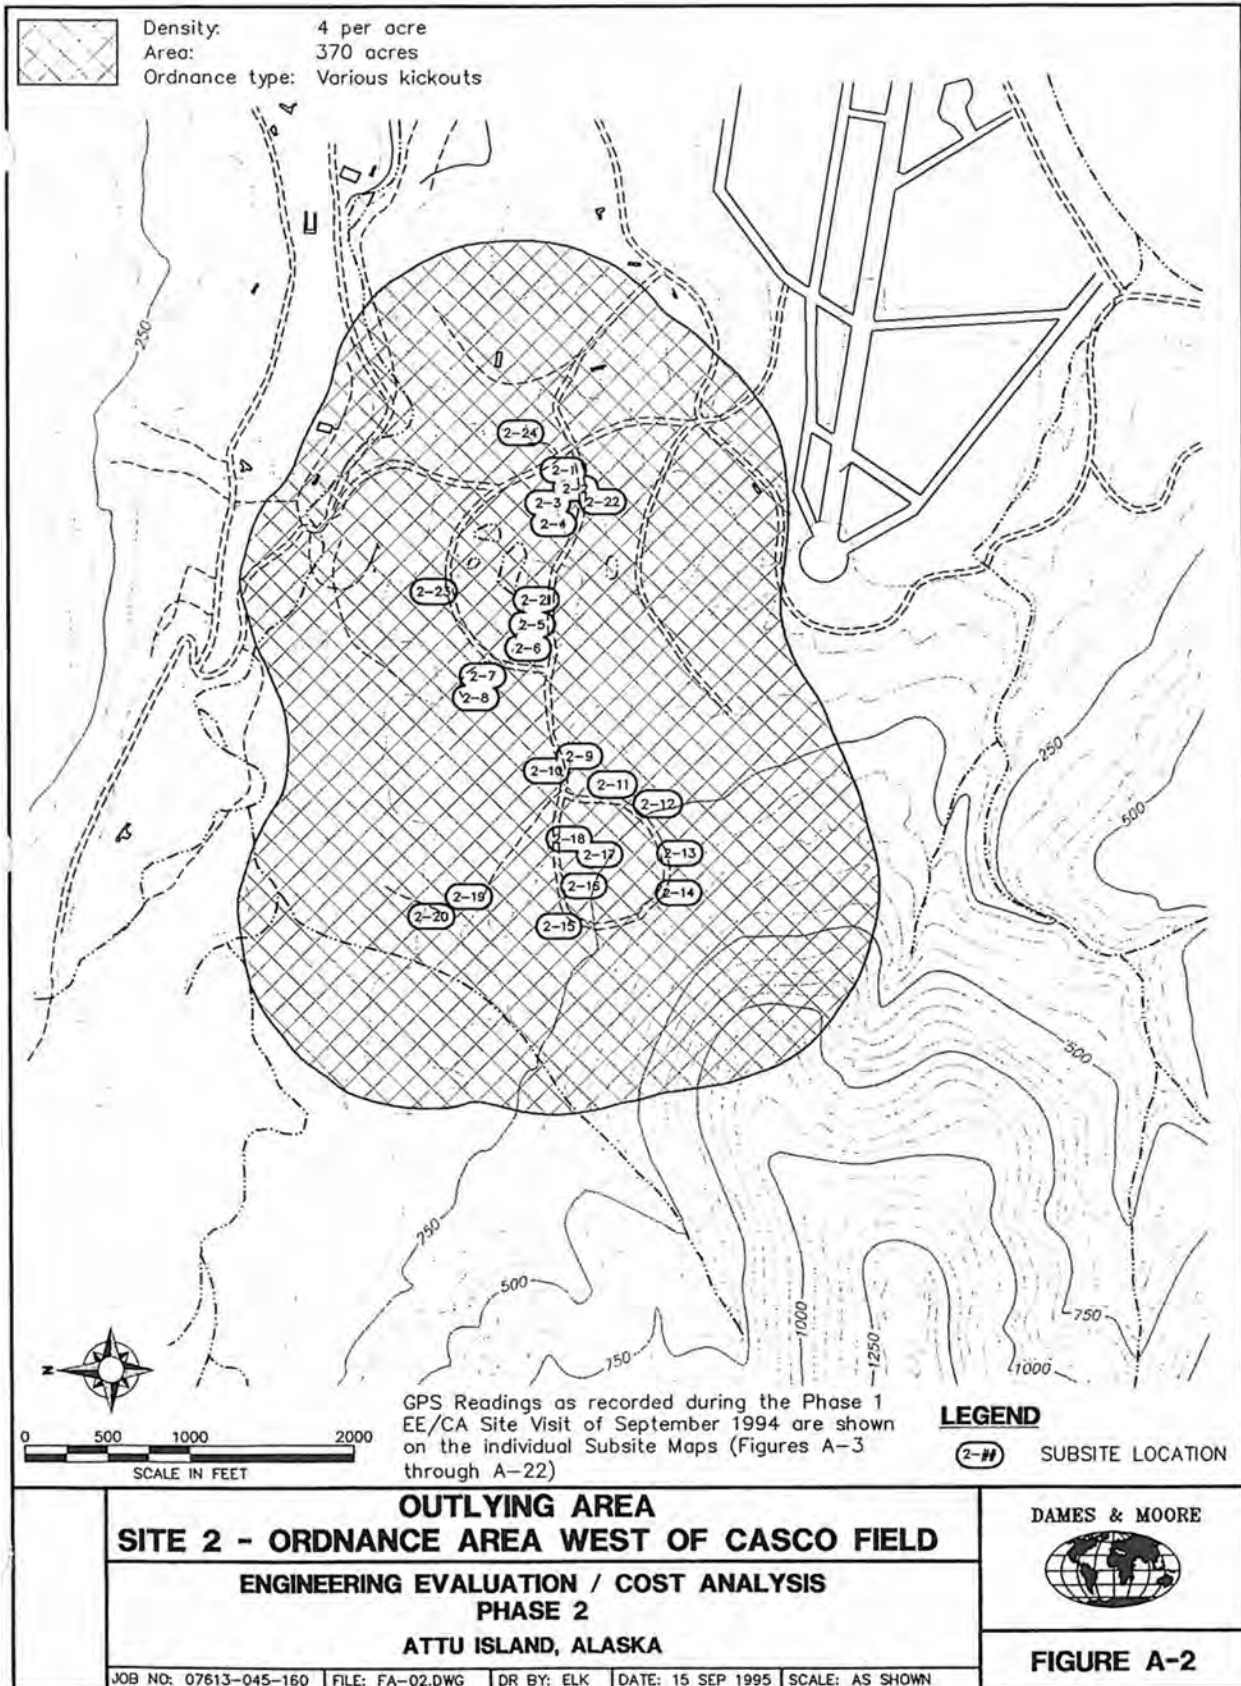 Density: 4 per acre
Area: 370 acres
Ordnance type: Various kickouts
250
2-24
2-1
2-3
2-22
2-4
2-23
2-2
2-5
2-6
2-7
2-8
2-9
2-10
2-11
2-12
2-18
2-17
2-13
2-16
2-14
2-19
2-20
2-15
250
500
500
250
500
750
1000
1250
750
1000
N
GPS Readings as recorded during the Phase 1
EE/CA Site Visit of September 1994 are shown
on the individual Subsite Maps (Figures A-3
through A-22)
0 500 1000 2000
SCALE IN FEET
LEGEND
2-## SUBSITE LOCATION
OUTLYING AREA
SITE 2 - ORDNANCE AREA WEST OF CASCO FIELD
ENGINEERING EVALUATION / COST ANALYSIS
PHASE 2
ATTU ISLAND, ALASKA
DAMES & MOORE
FIGURE A-2
JOB NO: 07613-045-160 FILE: FA-02.DWG DR BY: ELK DATE: 15 SEP 1995 SCALE: AS SHOWN